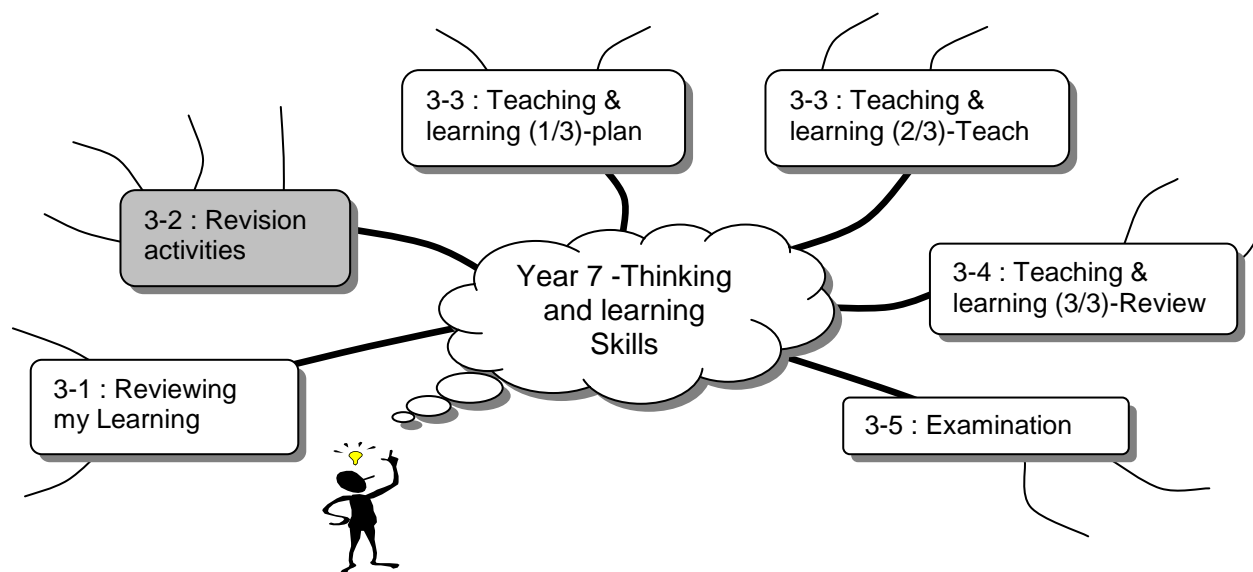 3-3 : Teaching &
learning (1/3)-plan
3-3 : Teaching &
learning (2/3)-Teach
3-2 : Revision
activities
Year 7 -Thinking
and learning
Skills
3-4 : Teaching &
learning (3/3)-Review
3-1 : Reviewing
my Learning
3-5 : Examination